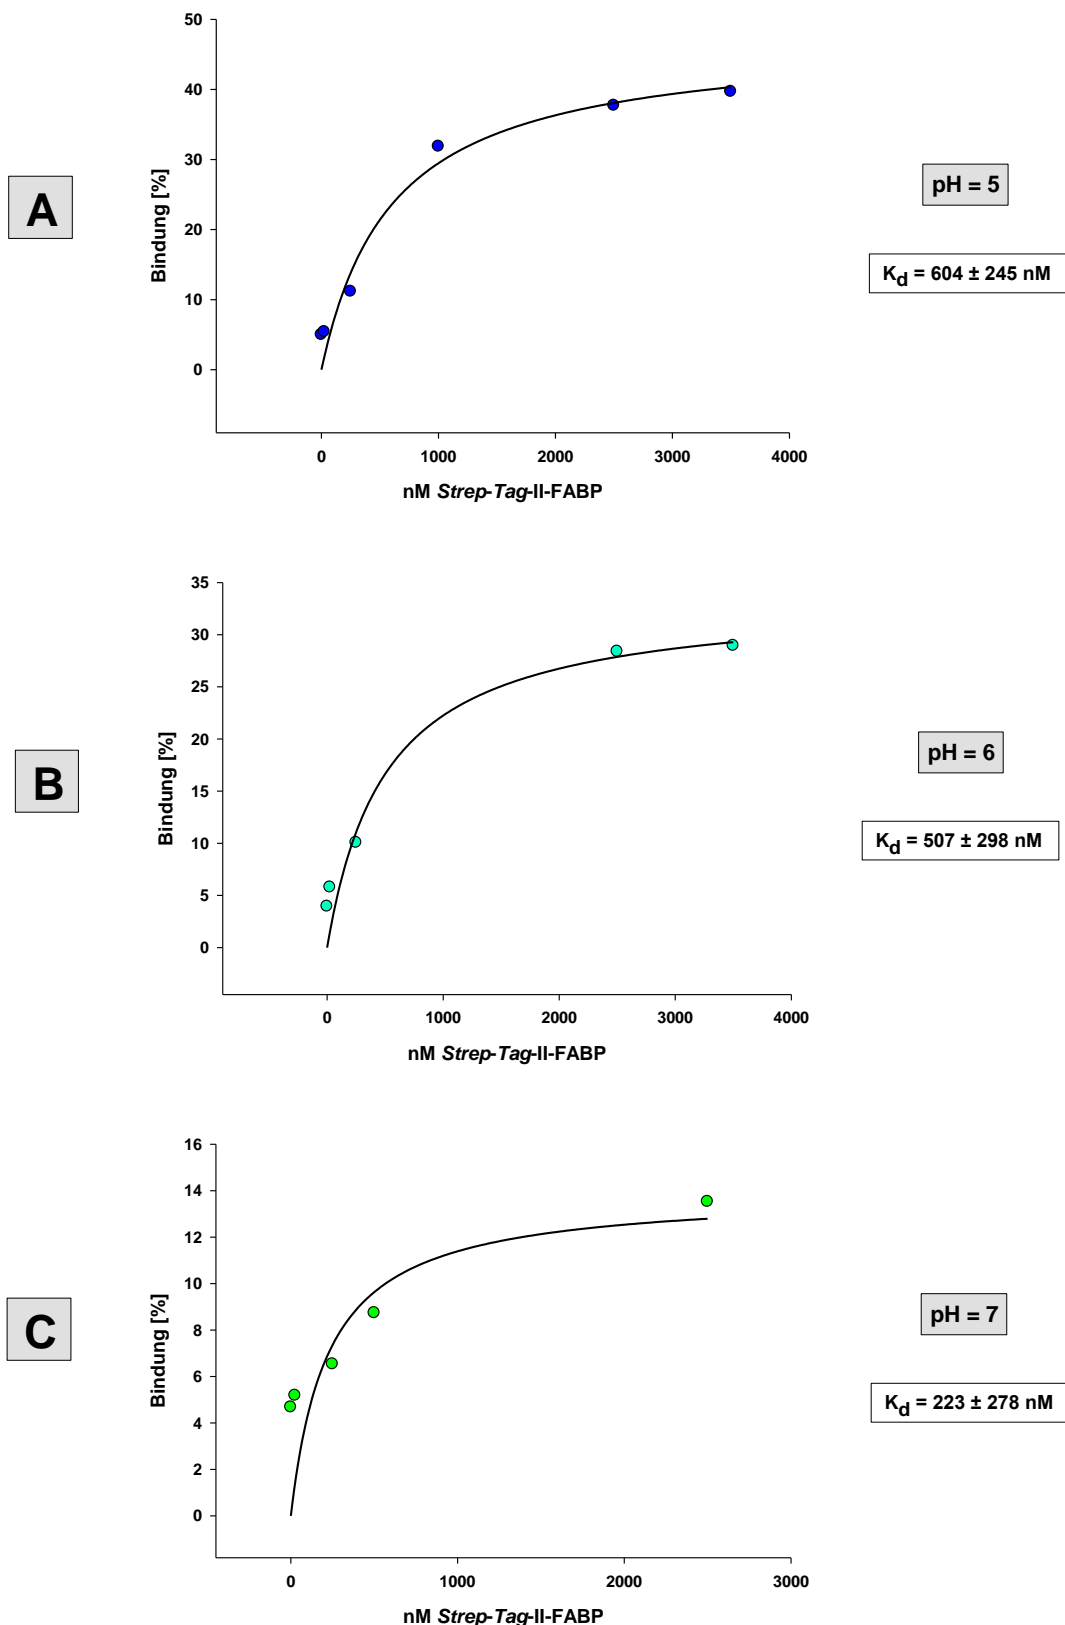 A
Bindung [%]
50
40
30
20
10
0
0 1000 2000 3000 4000
nM Strep-Tag-II-FABP
pH = 5
Kd = 604 ± 245 nM
B
Bindung [%]
35
30
25
20
15
10
5
0
0 1000 2000 3000 4000
nM Strep-Tag-II-FABP
pH = 6
Kd = 507 ± 298 nM
C
Bindung [%]
16
14
12
10
8
6
4
2
0
0 1000 2000 3000
nM Strep-Tag-II-FABP
pH = 7
Kd = 223 ± 278 nM